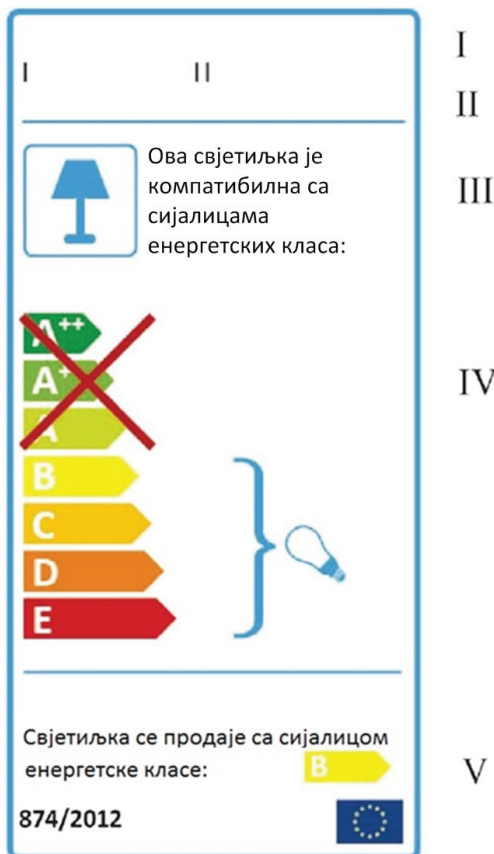 I II
I
II
Ова свјетиљка је
компатибилна са
сијалицама
енергетских класа:
III
A++
A+
A
IV
B
C
D
E
Свјетиљка се продаје са сијалицом
енергетске класе: B
V
874/2012